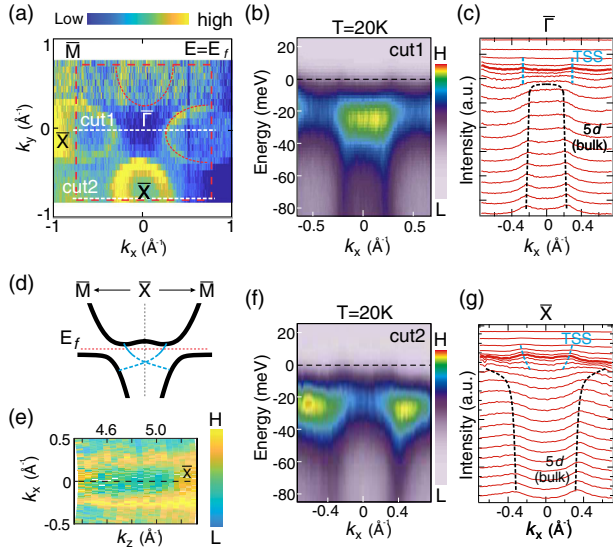 (a) Low high
M̄ E=E_f
cut1 Γ̄
X̄
cut2 X̄
k_y (Å⁻¹)
1
0
-1
-1 0 1
k_x (Å⁻¹)
(b) T=20K
cut1
H
L
Energy (meV)
20
0
-20
-40
-60
-80
-0.5 0 0.5
k_x (Å⁻¹)
(c) Γ̄
TSS
5d
(bulk)
Intensity (a.u.)
-0.4 0 0.4
k_x (Å⁻¹)
(d) M̄ X̄ M̄
E_f
(e) 4.6 5.0
X̄
H
L
k_x (Å⁻¹)
0.5
0
-0.5
k_z (Å⁻¹)
(f) T=20K
cut2
H
L
Energy (meV)
20
0
-20
-40
-60
-80
-0.4 0 0.4
k_x (Å⁻¹)
(g) X̄
TSS
5d
(bulk)
Intensity (a.u.)
-0.4 0 0.4
k_x (Å⁻¹)